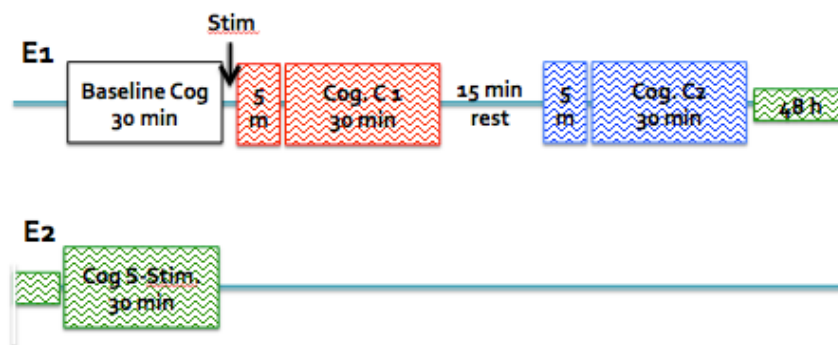 Stim
E1
Baseline Cog
30 min
5
m
Cog. C 1
30 min
15 min
rest
5
m
Cog. C2
30 min
48 h
E2
Cog S-Stim.
30 min